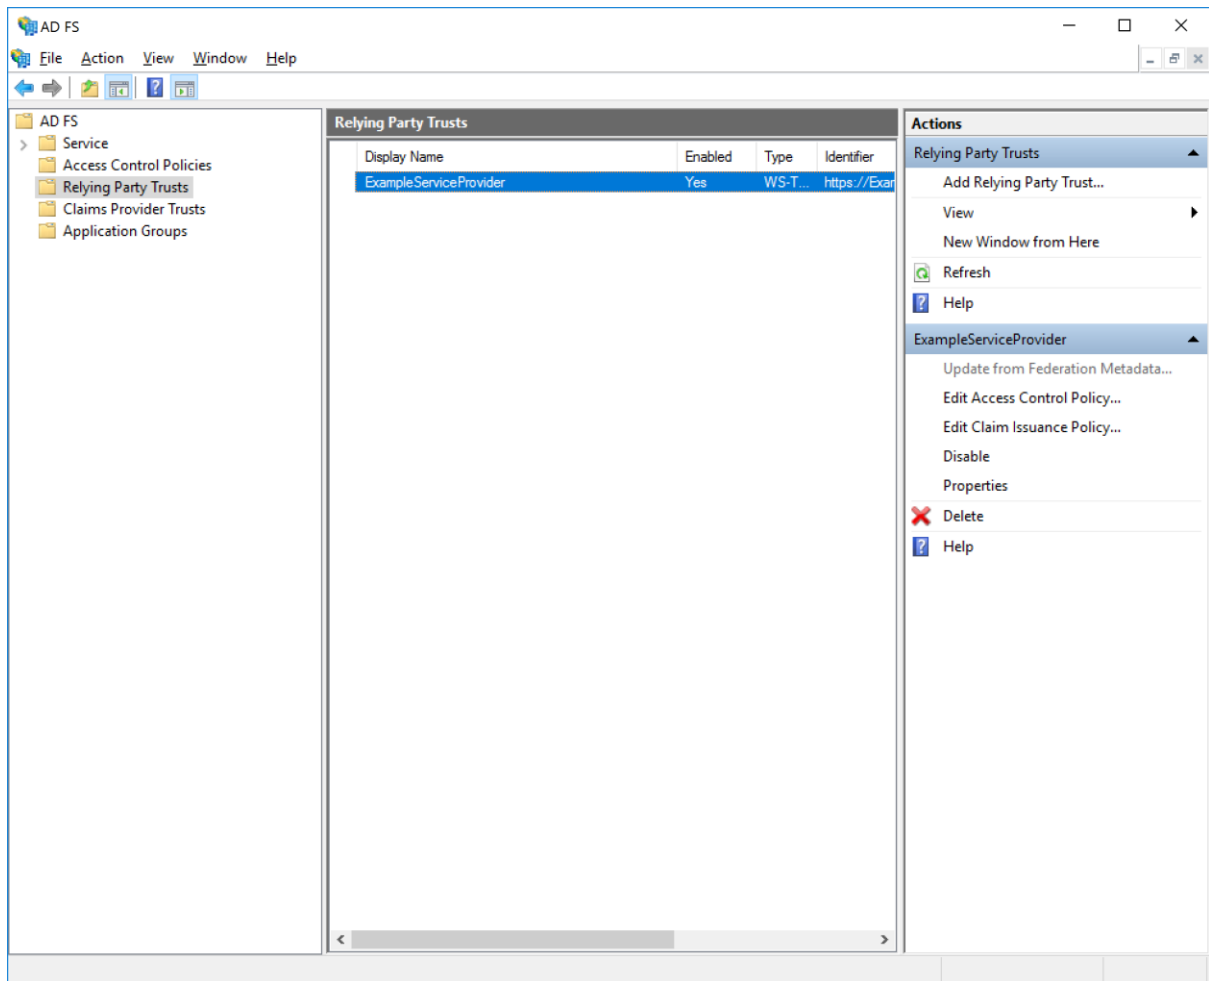 AD FS
File Action View Window Help
AD FS
Service
Access Control Policies
Relying Party Trusts
Claims Provider Trusts
Application Groups
Relying Party Trusts
Display Name Enabled Type Identifier
ExampleServiceProvider Yes WS-T... https://Exar
Actions
Relying Party Trusts
Add Relying Party Trust...
View
New Window from Here
Refresh
Help
ExampleServiceProvider
Update from Federation Metadata...
Edit Access Control Policy...
Edit Claim Issuance Policy...
Disable
Properties
Delete
Help